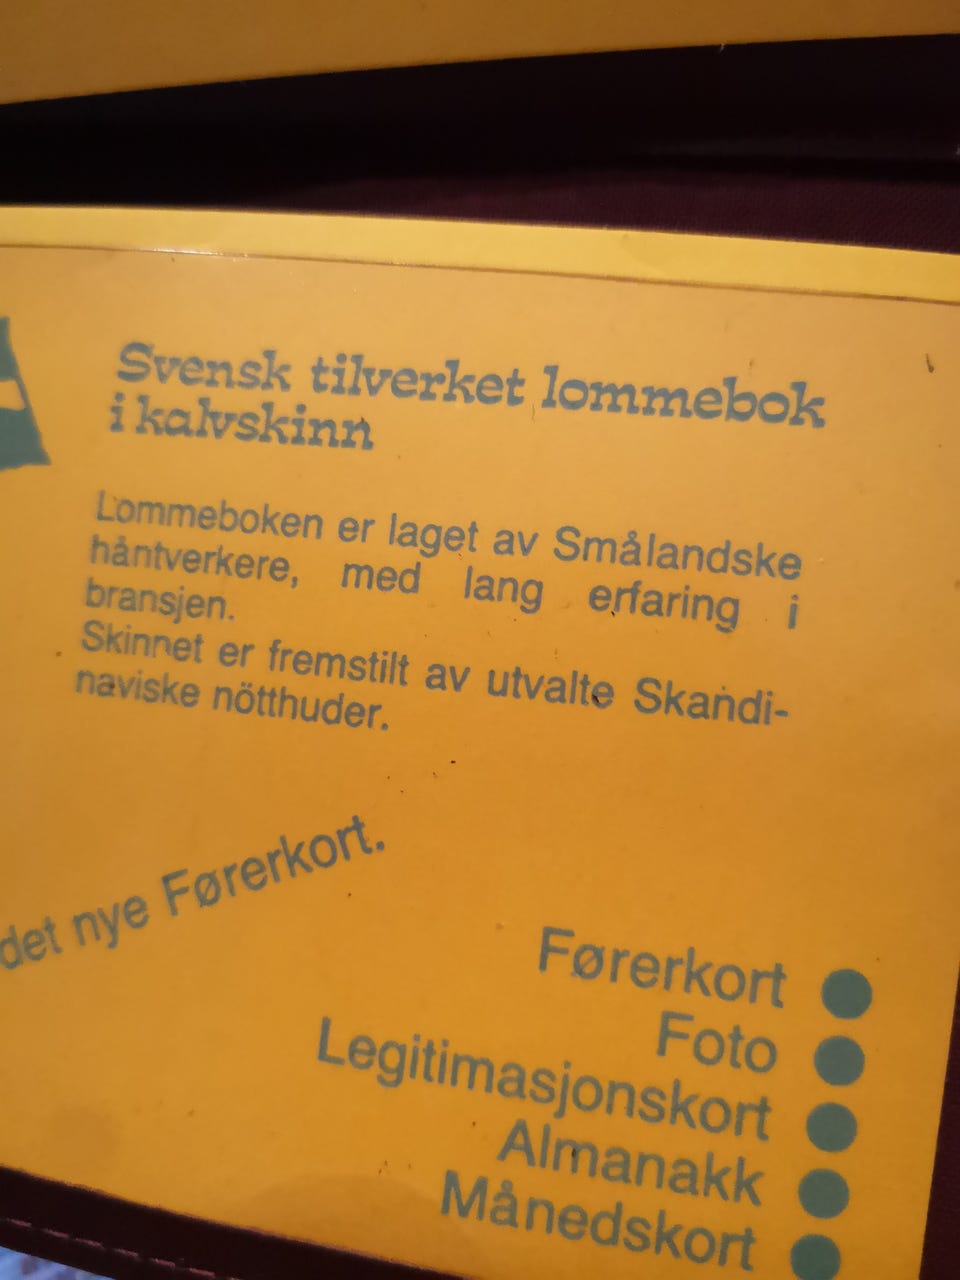 Svensk tilverket lommebok
i kalvskinn
Lommeboken er laget av Smålandske
håntverkere, med lang erfaring i
bransjen.
Skinnet er fremstilt av utvalte Skandi-
naviske nötthuder.
det nye Førerkort.
Førerkort
Foto
Legitimasjonskort
Almanakk
Månedskort